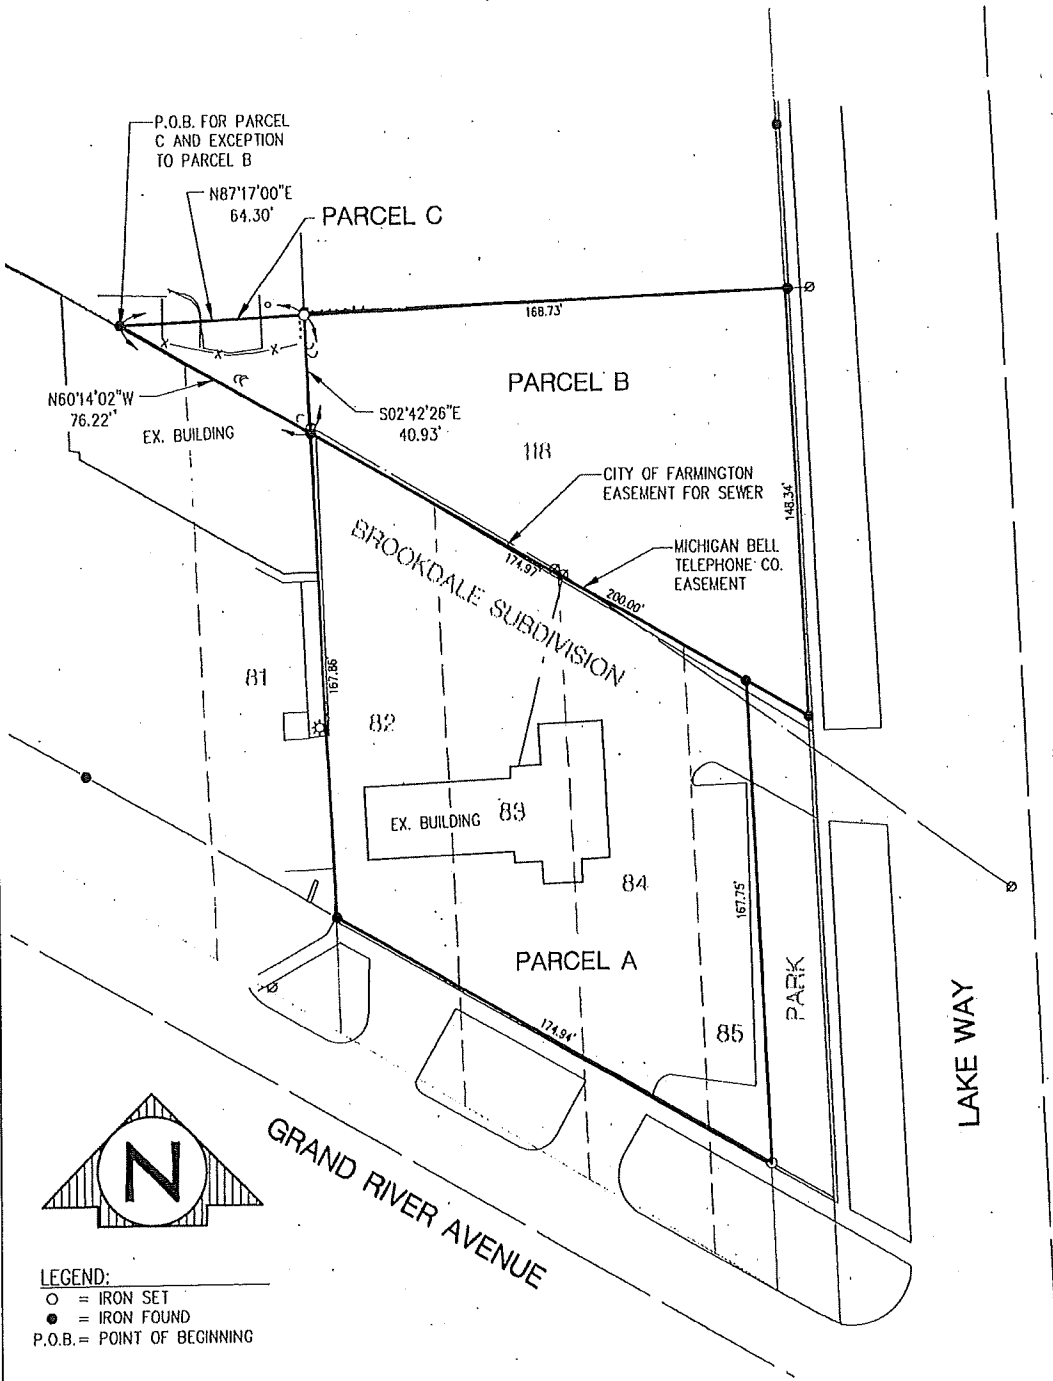 P.O.B. FOR PARCEL
C AND EXCEPTION
TO PARCEL B
N87'17'00"E
64.30'
PARCEL C
168.73'
PARCEL B
N60'14'02"W
76.22'
S02'42'26"E
40.93'
EX. BUILDING
118
CITY OF FARMINGTON
EASEMENT FOR SEWER
148.34'
MICHIGAN BELL
TELEPHONE CO.
EASEMENT
174.97'
200.00'
BROOKDALE SUBDIVISION
167.86'
81
82
EX. BUILDING
83
84
167.75'
PARCEL A
PARK
85
174.94'
LAKE WAY
GRAND RIVER AVENUE
N
LEGEND:
O = IRON SET
● = IRON FOUND
P.O.B. = POINT OF BEGINNING